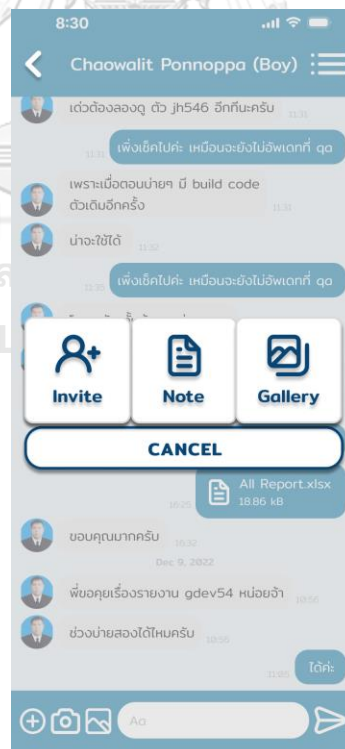 8:30
Chaowalit Ponnoppa (Boy)
เด่วต้องลองดู ตัว jh546 อีกทีนะครับ
11:31
เพิ่งเช็คไปค่ะ เหมือนจะยังไม่อัพเดทที่ qa
11:31
เพราะเมื่อตอนบ่ายๆ มี build code
ตัวเดิมอีกครั้ง
11:31
น่าจะใช้ได้
11:32
เพิ่งเช็คไปค่ะ เหมือนจะยังไม่อัพเดทที่ qa
11:35
Invite
Note
Gallery
CANCEL
All Report.xlsx
18.86 kB
16:25
ขอบคุณมากครับ
16:32
Dec 9, 2022
พี่ขอคุยเรื่องรายงาน gdev54 หน่อยจ้า
10:56
ช่วงบ่ายสองได้ไหมครับ
10:56
ได้ค่ะ
11:05
Aa